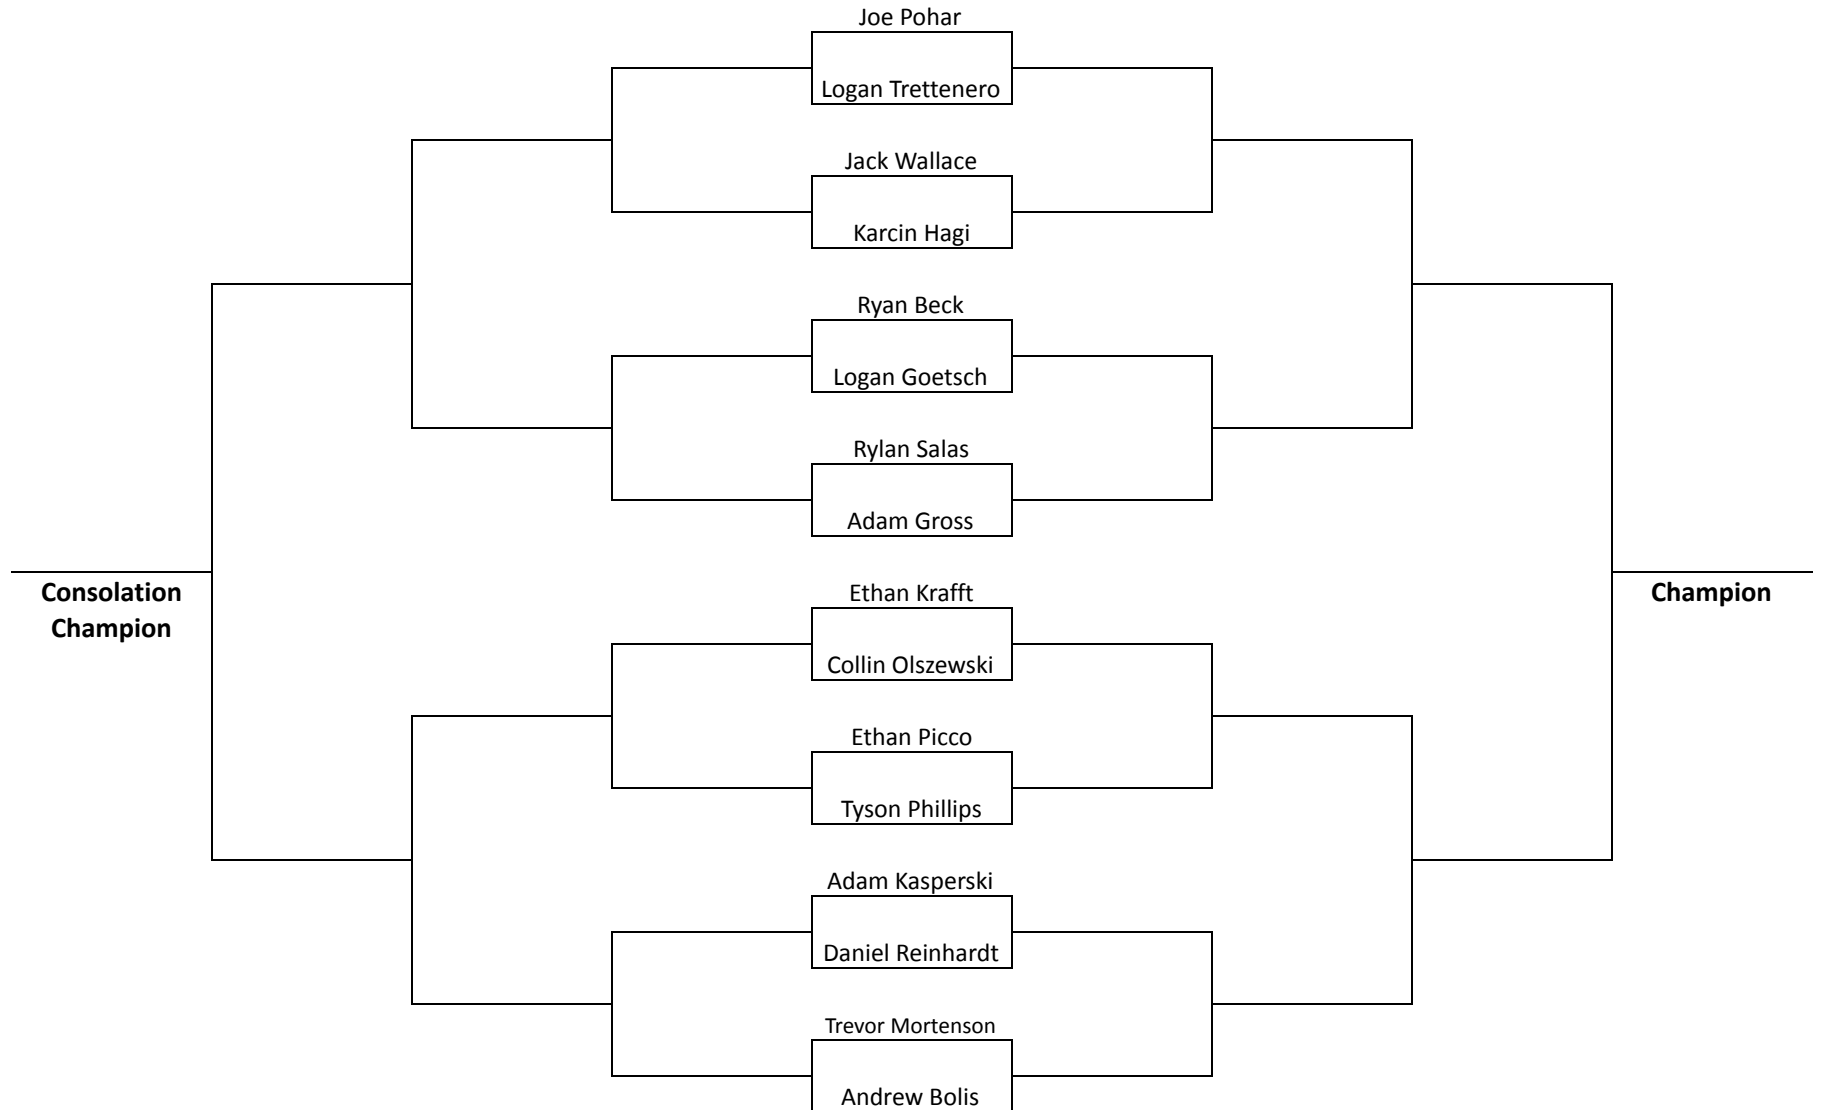 Joe Pohar
Logan Trettenero
Jack Wallace
Karcin Hagi
Ryan Beck
Logan Goetsch
Rylan Salas
Adam Gross
Consolation
Champion
Champion
Ethan Krafft
Collin Olszewski
Ethan Picco
Tyson Phillips
Adam Kasperski
Daniel Reinhardt
Trevor Mortenson
Andrew Bolis